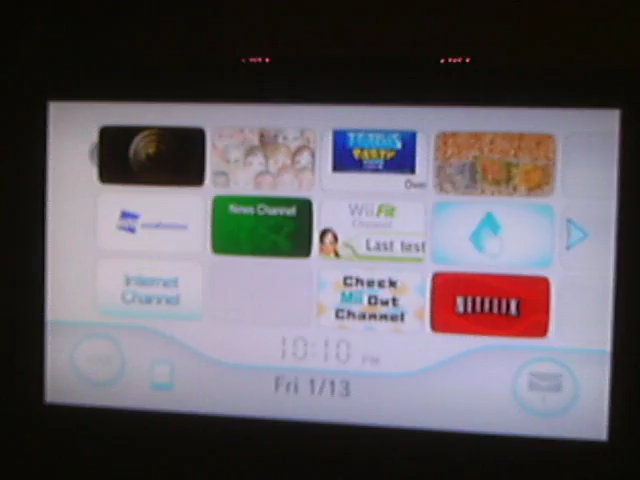 TETRIS
PARTY
News Channel
Wii Fit
Channel
Last test
Internet
Channel
Check
Mii Out
Channel
NETFLIX
10:10 PM
Fri 1/13